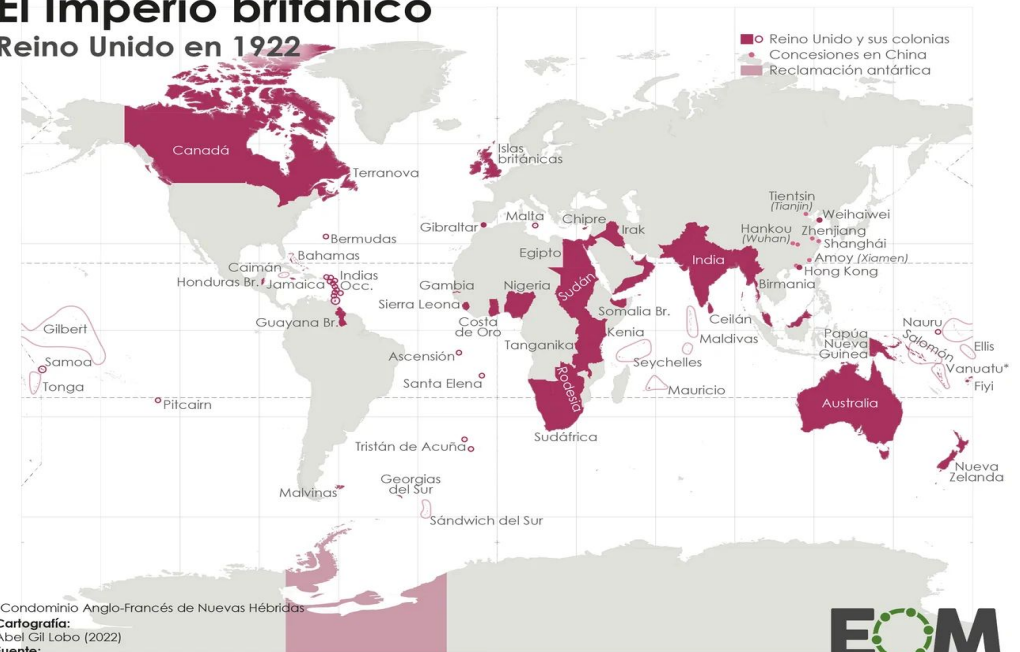 El Imperio británico
Reino Unido en 1922
Reino Unido y sus colonias
Concesiones en China
Reclamación antártica
Canadá
Terranova
Islas
británicas
Gibraltar
Malta
Chipre
Irak
Tientsin
(Tianjin)
Weihaiwei
Hankou
(Wuhan)
Zhenjiang
Shanghái
Amoy (Xiamen)
Hong Kong
Bermudas
Bahamas
Caimán
Honduras Br.
Jamaica
Indias
Occ.
Guayana Br.
Egipto
Sudán
India
Birmania
Gambia
Nigeria
Sierra Leona
Costa
de Oro
Somalia Br.
Kenia
Tanganika
Ceilán
Maldivas
Seychelles
Mauricio
Rodesia
Sudáfrica
Ascensión
Santa Elena
Tristán de Acuña
Georgias
del Sur
Sándwich del Sur
Malvinas
Gilbert
Samoa
Tonga
Pitcairn
Papúa
Nueva
Guinea
Nauru
Salomón
Ellis
Vanuatu*
Fiyi
Australia
Nueva
Zelanda
Condominio Anglo-Francés de Nuevas Hébridas
Cartografía:
Abel Gil Lobo (2022)
Fuente:
EOM